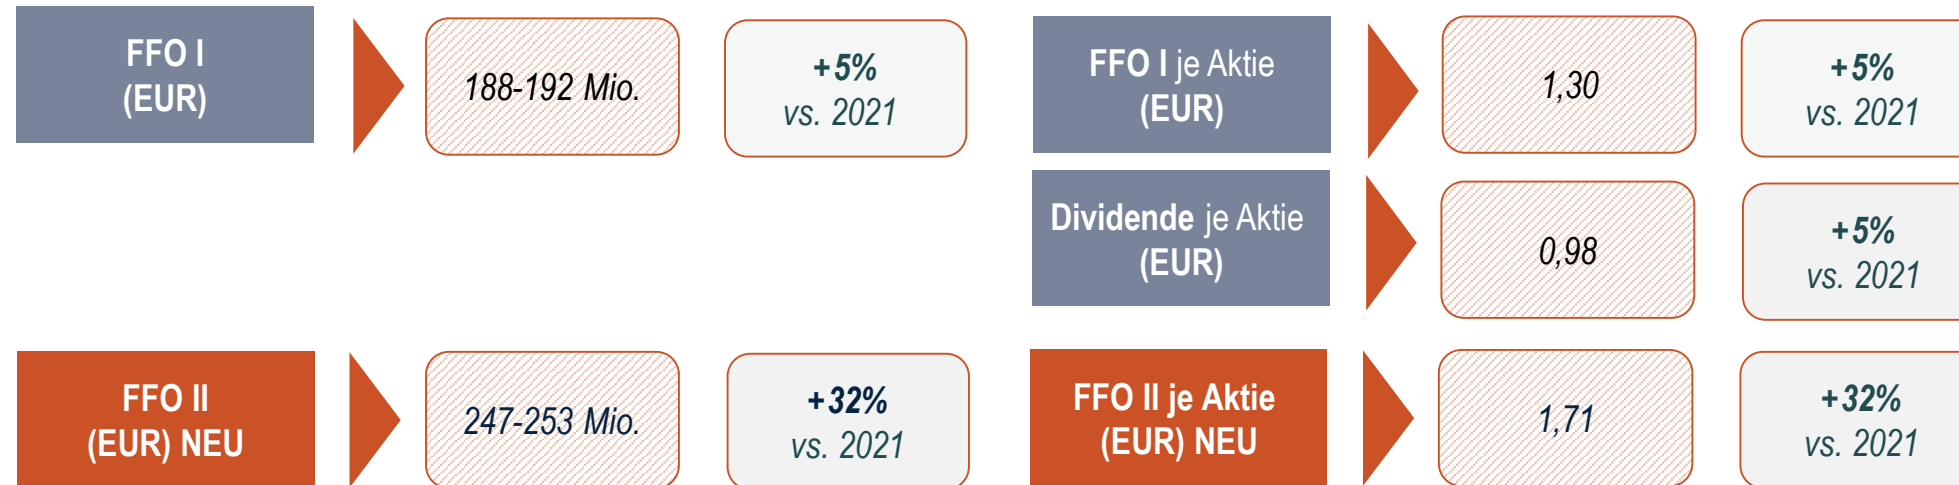 FFO I
(EUR)
188-192 Mio.
+5%
vs. 2021
FFO I je Aktie
(EUR)
1,30
+5%
vs. 2021
Dividende je Aktie
(EUR)
0,98
+5%
vs. 2021
FFO II
(EUR) NEU
247-253 Mio.
+32%
vs. 2021
FFO II je Aktie
(EUR) NEU
1,71
+32%
vs. 2021